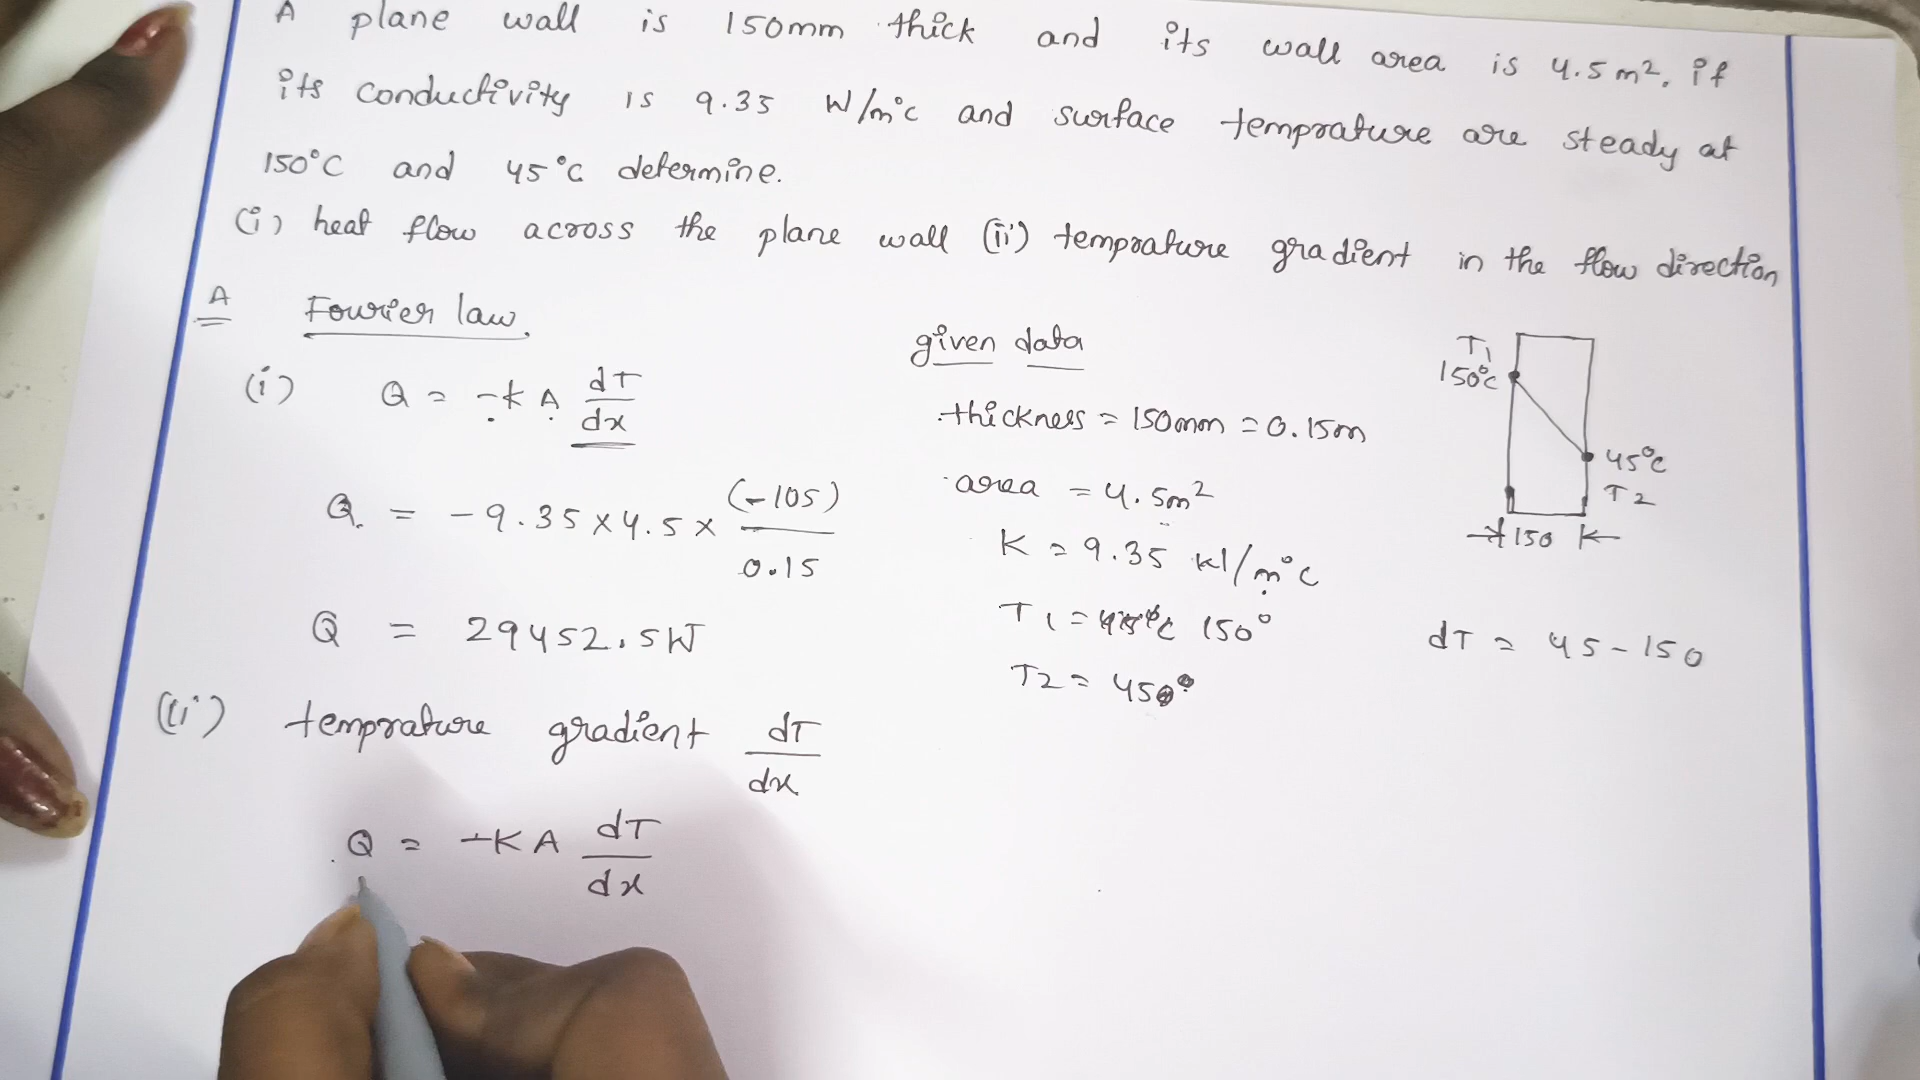 A plane wall is 150mm thick and its wall area is 4.5m², if
its conductivity is 9.35 W/m°c and surface temprature are steady at
150°C and 45°c determine.
(i) heat flow across the plane wall (ii) temprature gradient in the flow direction
A Fourier law.
(i) Q = -k A dT/dx
Q. = -9.35×4.5× (-105)/0.15
Q = 29452.5W
(ii) temprature gradient dT/dx
Q = -KA dT/dx
given data
thickness = 150mm = 0.15m
area = 4.5m²
K = 9.35 W/m°c
T1 = 150°
T2 = 45°
T1
150°c
45°c
T2
150
dT = 45-150